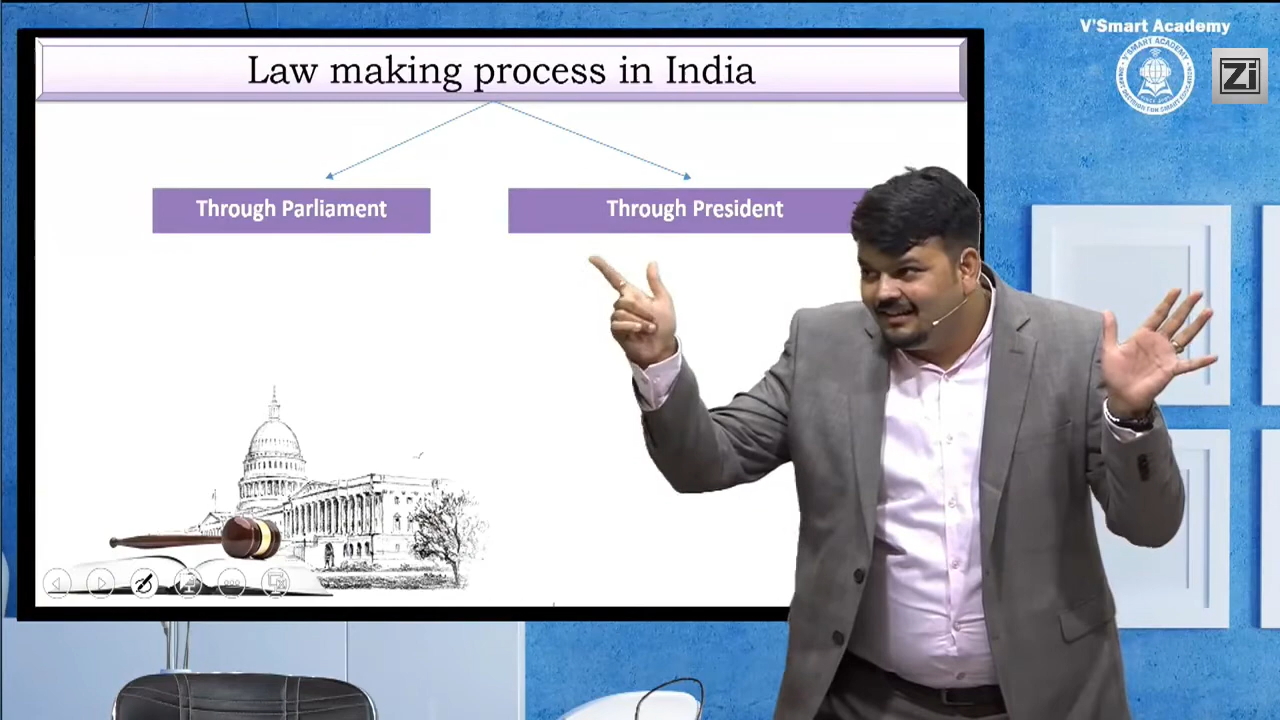 V'Smart Academy
Zi
Law making process in India
Through Parliament
Through President